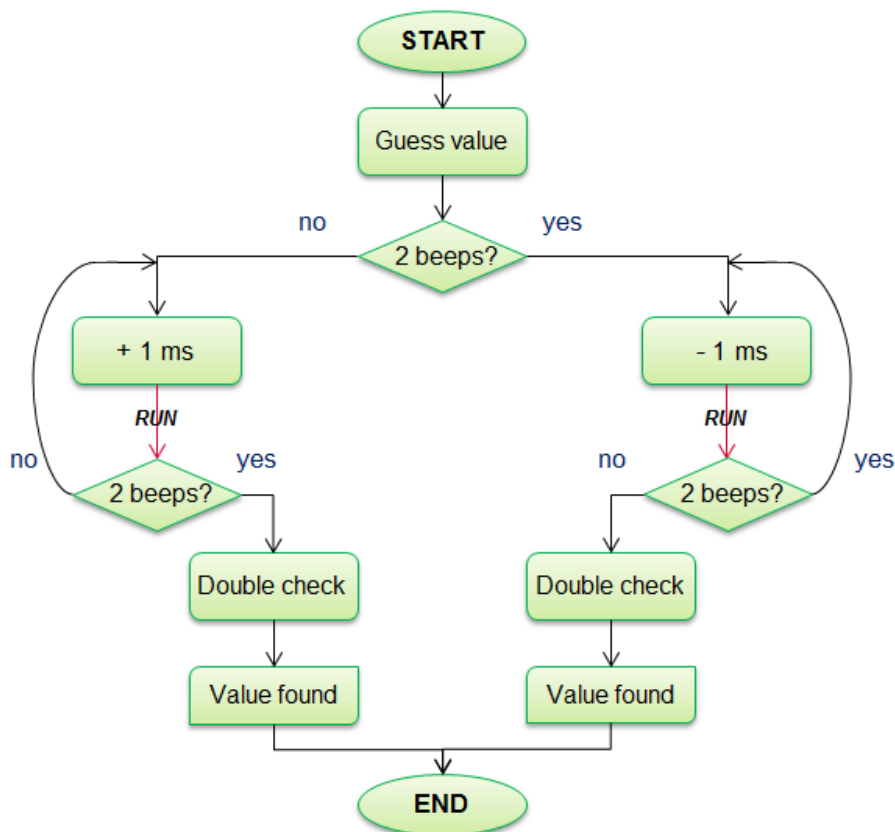 START
Guess value
no
yes
2 beeps?
+ 1 ms
- 1 ms
RUN
RUN
no
yes
no
yes
2 beeps?
2 beeps?
Double check
Double check
Value found
Value found
END